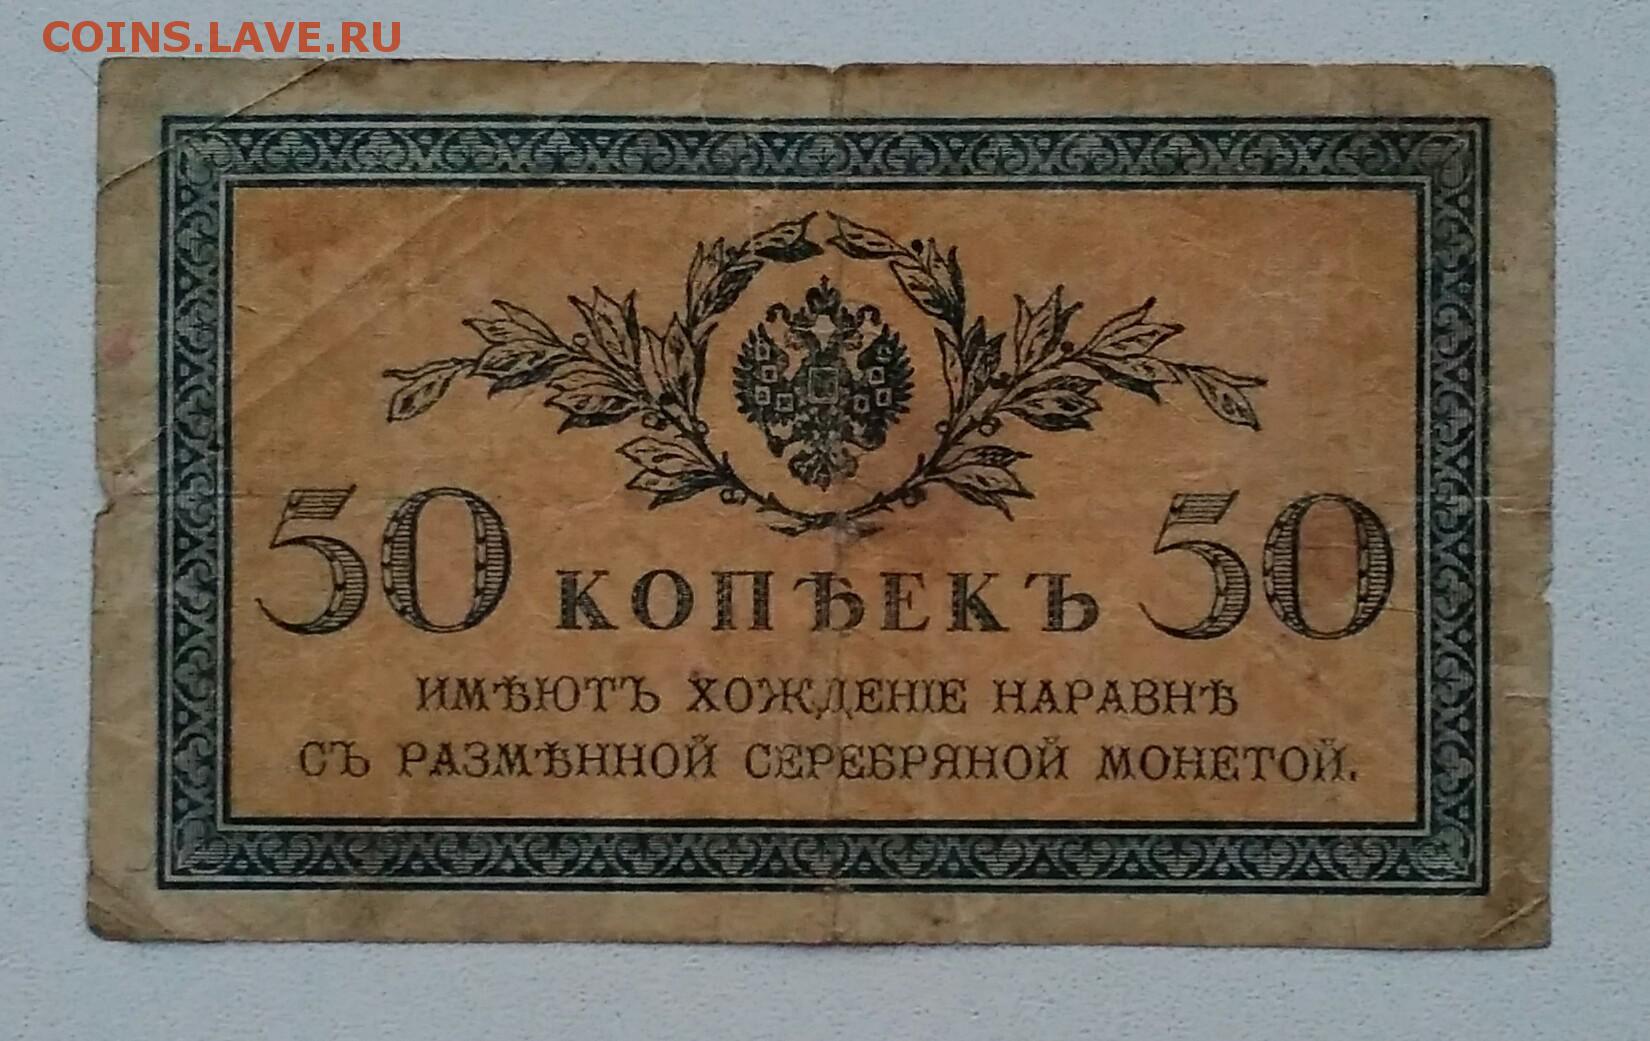 COINS.LAVE.RU
50 КОПѢЕКЪ 50
ИМѢЮТЪ ХОЖДЕНІЕ НАРАВНѢ
СЪ РАЗМѢННОЙ СЕРЕБРЯНОЙ МОНЕТОЙ.